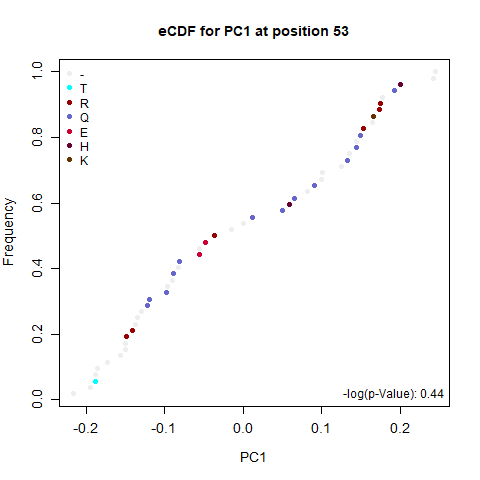 eCDF for PC1 at position 53
Frequency
1.0
0.8
0.6
0.4
0.2
0.0
-
T
R
Q
E
H
K
-log(p-Value): 0.44
-0.2 -0.1 0.0 0.1 0.2
PC1